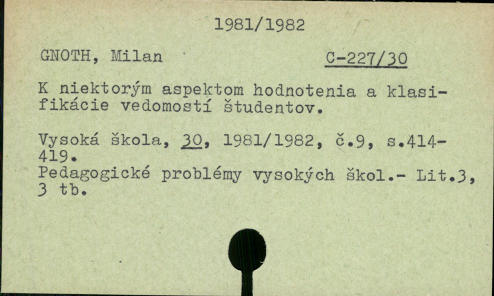 1981/1982
GNOTH, Milan C-227/30
K niektorým aspektom hodnotenia a klasi-
fikácie vedomostí študentov.
Vysoká škola, 30, 1981/1982, č.9, s.414-
419.
Pedagogické problémy vysokých škol.- Lit.3,
3 tb.